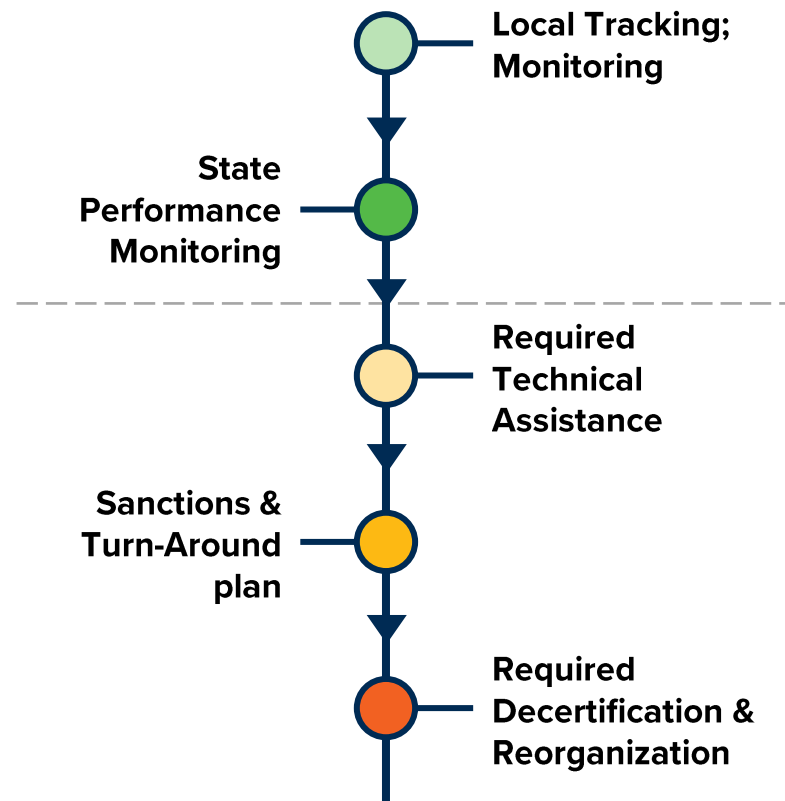 Local Tracking;
Monitoring
State
Performance
Monitoring
Required
Technical
Assistance
Sanctions &
Turn-Around
plan
Required
Decertification &
Reorganization